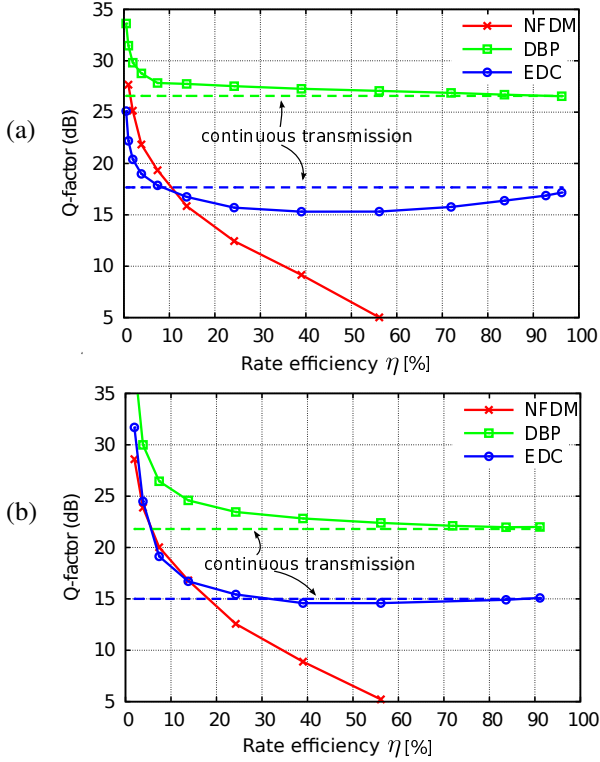 (a)
Q-factor (dB)
35
30
25
20
15
10
5
NFDM
DBP
EDC
continuous transmission
0 10 20 30 40 50 60 70 80 90 100
Rate efficiency η [%]
(b)
Q-factor (dB)
35
30
25
20
15
10
5
NFDM
DBP
EDC
continuous transmission
0 10 20 30 40 50 60 70 80 90 100
Rate efficiency η [%]